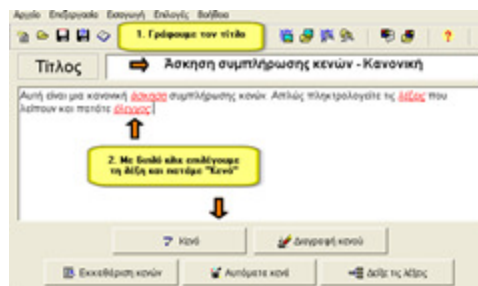 Αρχείο Επεξεργασία Εισαγωγή Επιλογές Βοήθεια
1. Γράφουμε τον τίτλο
Τίτλος Άσκηση συμπλήρωσης κενών - Κανονική
Αυτή είναι μια κανονική άσκηση συμπλήρωσης κενών. Απλώς πληκτρολογείτε τις λέξεις που
λείπουν και πατάτε έλεγχος.
2. Με διπλό κλικ επιλέγουμε
τη λέξη και πατάμε "Κενό"
Κενό Διαγραφή κενού
Εκκαθάριση κενών Αυτόματα κενά Δείξε τις λέξεις